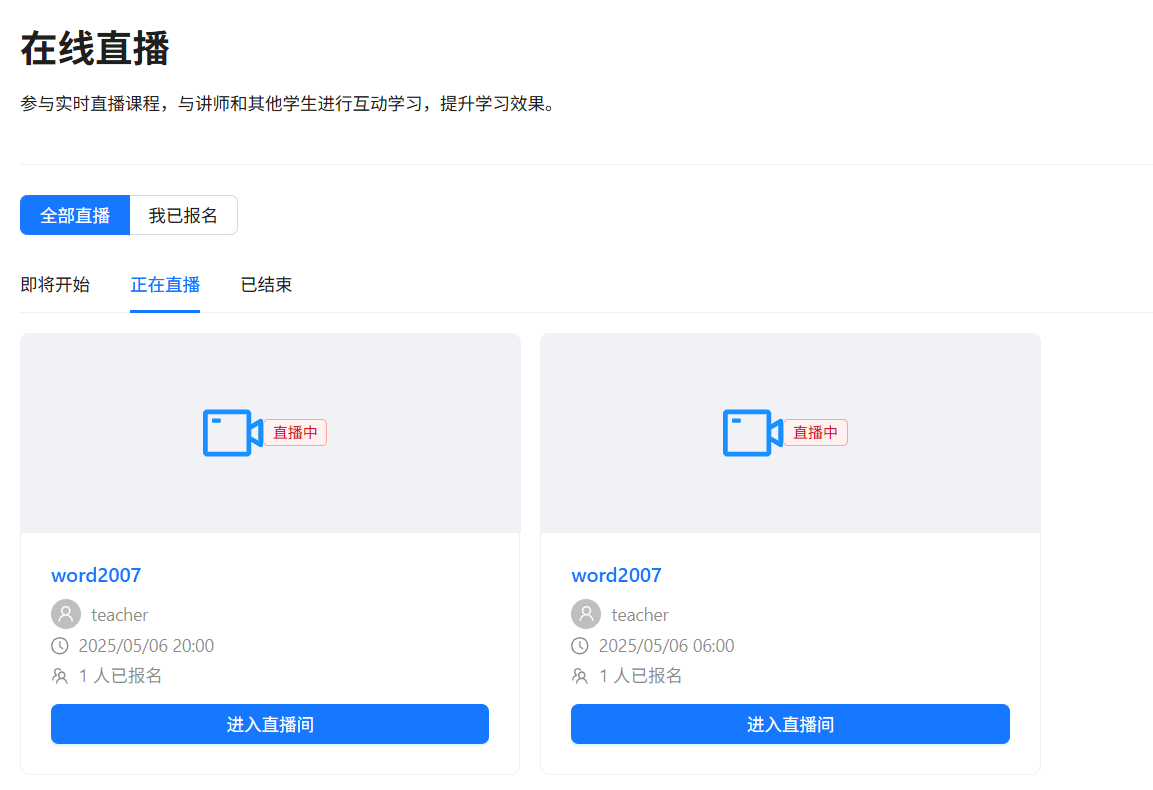 在线直播
参与实时直播课程，与讲师和其他学生进行互动学习，提升学习效果。
全部直播 我已报名
即将开始 正在直播 已结束
直播中 直播中
word2007 word2007
teacher teacher
2025/05/06 20:00 2025/05/06 06:00
1 人已报名 1 人已报名
进入直播间 进入直播间